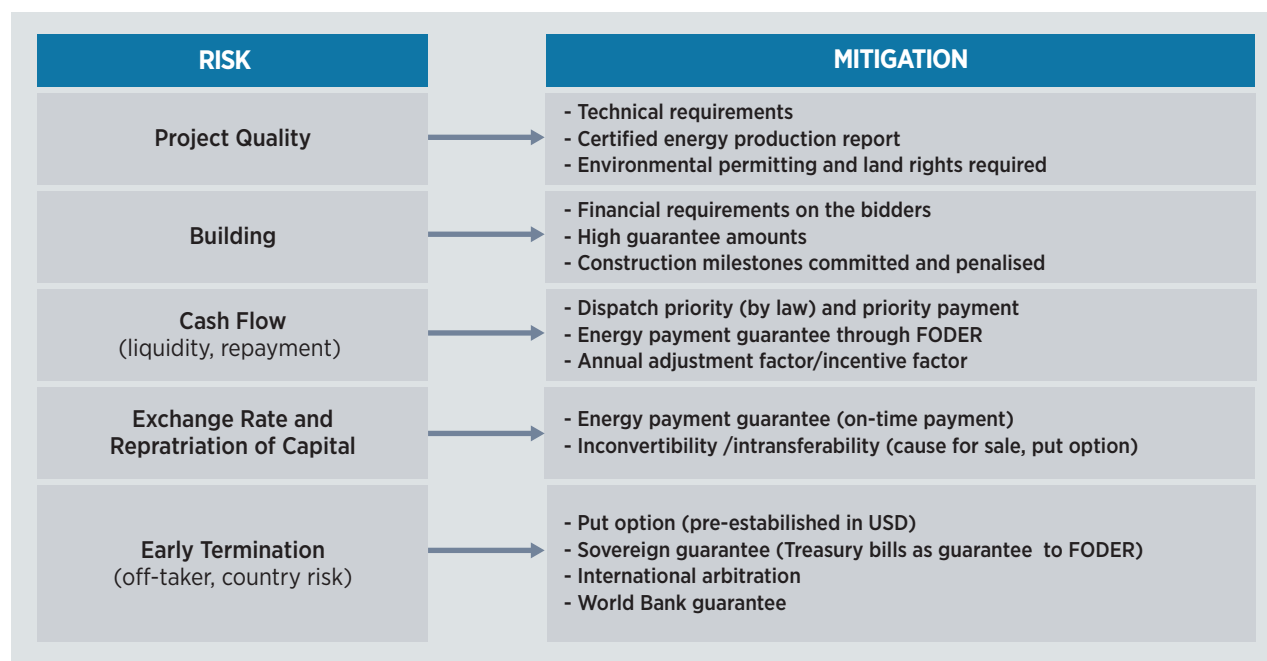 RISK
MITIGATION
Project Quality
- Technical requirements
- Certified energy production report
- Environmental permitting and land rights required
Building
- Financial requirements on the bidders
- High guarantee amounts
- Construction milestones committed and penalised
Cash Flow
(liquidity, repayment)
- Dispatch priority (by law) and priority payment
- Energy payment guarantee through FODER
- Annual adjustment factor/incentive factor
Exchange Rate and
Repratriation of Capital
- Energy payment guarantee (on-time payment)
- Inconvertibility /intransferability (cause for sale, put option)
Early Termination
(off-taker, country risk)
- Put option (pre-estabilished in USD)
- Sovereign guarantee (Treasury bills as guarantee  to FODER)
- International arbitration
- World Bank guarantee